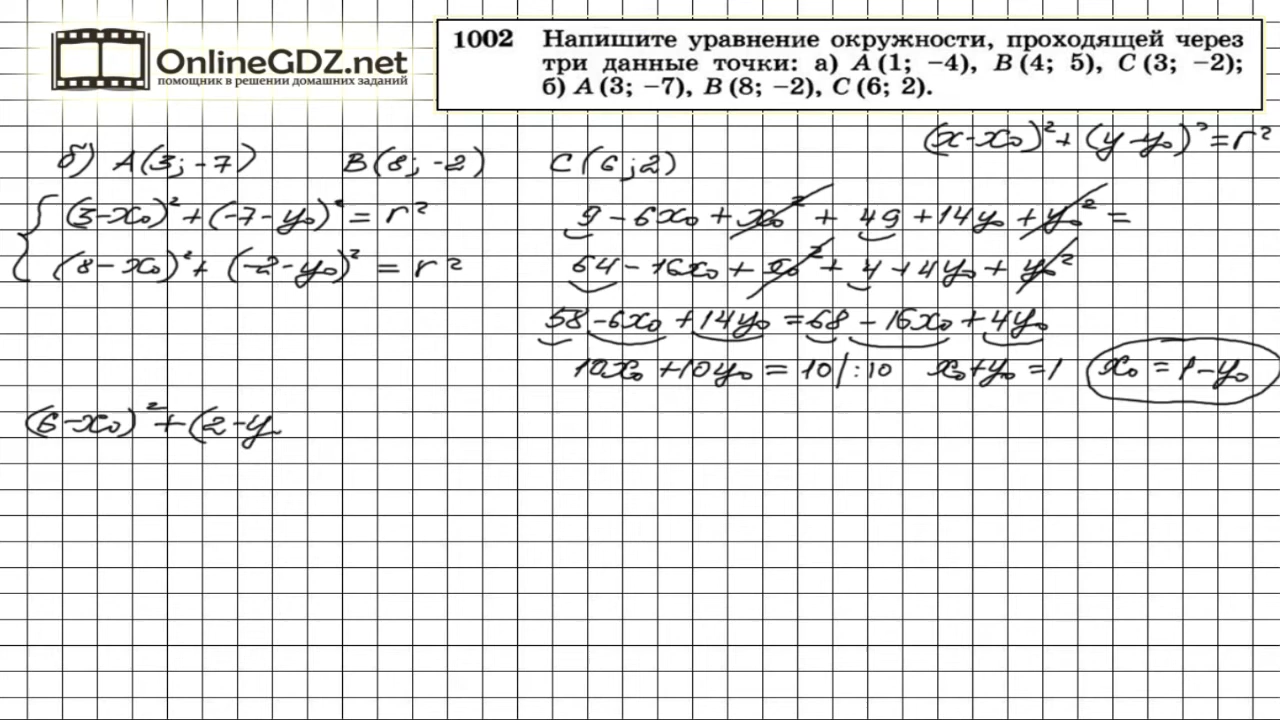 OnlineGDZ.net
помощник в решении домашних заданий
1002 Напишите уравнение окружности, проходящей через
три данные точки: а) A (1; −4), B (4; 5), C (3; −2);
б) A (3; −7), B (8; −2), C (6; 2).
(x-x₀)²+(y-y₀)²=r²
б) A(3;-7) B(8;-2) C(6;2)
(3-x₀)²+(-7-y₀)²=r²
(8-x₀)²+(-2-y₀)²=r²
9-6x₀+x₀²+49+14y₀+y₀²=
64-16x₀+x₀²+4+4y₀+y₀²
58-6x₀+14y₀=68-16x₀+4y₀
10x₀+10y₀=10/:10 x₀+y₀=1 x₀=1-y₀
(6-x₀)²+(2-y